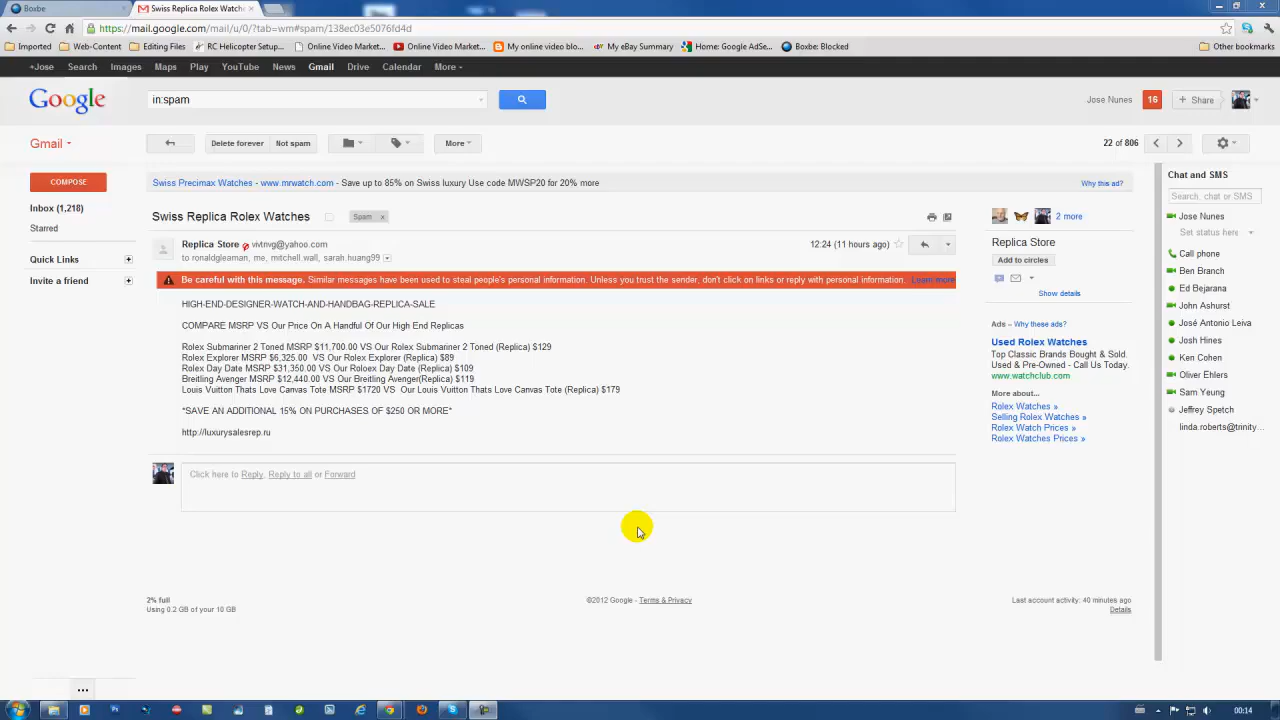 Boxbe
Swiss Replica Rolex Watche
https://mail.google.com/mail/u/0/?tab=wm#spam/138ec03e5076fd4d
Imported Web-Content Editing Files RC Helicopter Setup... Online Video Market... Online Video Market... My online video blo... My eBay Summary Home: Google AdSe... Boxbe: Blocked Other bookmarks
+Jose Search Images Maps Play YouTube News Gmail Drive Calendar More
Google in:spam Jose Nunes 16 + Share
Gmail Delete forever Not spam More 22 of 806
COMPOSE
Inbox (1,218)
Starred
Quick Links
Invite a friend
Swiss Precimax Watches - www.mrwatch.com - Save up to 85% on Swiss luxury Use code MWSP20 for 20% more Why this ad?
Swiss Replica Rolex Watches Spam x
Replica Store vivtnvg@yahoo.com 12:24 (11 hours ago)
to ronaldgleaman, me, mitchell.wall, sarah.huang99
Be careful with this message. Similar messages have been used to steal people's personal information. Unless you trust the sender, don't click on links or reply with personal information. Learn more
HIGH-END-DESIGNER-WATCH-AND-HANDBAG-REPLICA-SALE
COMPARE MSRP VS Our Price On A Handful Of Our High End Replicas
Rolex Submariner 2 Toned MSRP $11,700.00 VS Our Rolex Submariner 2 Toned (Replica) $129
Rolex Explorer MSRP $6,325.00 VS Our Rolex Explorer (Replica) $89
Rolex Day Date MSRP $31,350.00 VS Our Roloex Day Date (Replica) $109
Breitling Avenger MSRP $12,440.00 VS Our Breitling Avenger(Replica) $119
Louis Vuitton Thats Love Canvas Tote MSRP $1720 VS Our Louis Vuitton Thats Love Canvas Tote (Replica) $179
*SAVE AN ADDITIONAL 15% ON PURCHASES OF $250 OR MORE*
http://luxurysalesrep.ru
Click here to Reply, Reply to all or Forward
2% full
Using 0.2 GB of your 10 GB
©2012 Google - Terms & Privacy
Last account activity: 40 minutes ago
Details
2 more
Replica Store
Add to circles
Show details
Ads – Why these ads?
Used Rolex Watches
Top Classic Brands Bought & Sold.
Used & Pre-Owned - Call Us Today.
www.watchclub.com
More about...
Rolex Watches »
Selling Rolex Watches »
Rolex Watch Prices »
Rolex Watches Prices »
Chat and SMS
Search, chat or SMS
Jose Nunes
Set status here
Call phone
Ben Branch
Ed Bejarana
John Ashurst
José Antonio Leiva
Josh Hines
Ken Cohen
Oliver Ehlers
Sam Yeung
Jeffrey Spetch
linda.roberts@trinity...
00:14